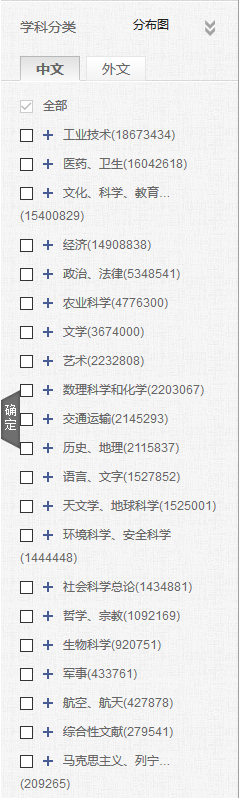 学科分类 分布图
中文 外文
全部
工业技术(18673434)
医药、卫生(16042618)
文化、科学、教育...
(15400829)
经济(14908838)
政治、法律(5348541)
农业科学(4776300)
文学(3674000)
艺术(2232808)
数理科学和化学(2203067)
交通运输(2145293)
历史、地理(2115837)
语言、文字(1527852)
天文学、地球科学(1525001)
环境科学、安全科学
(1444448)
社会科学总论(1434881)
哲学、宗教(1092169)
生物科学(920751)
军事(433761)
航空、航天(427878)
综合性文献(279541)
马克思主义、列宁...
(209265)
确
定